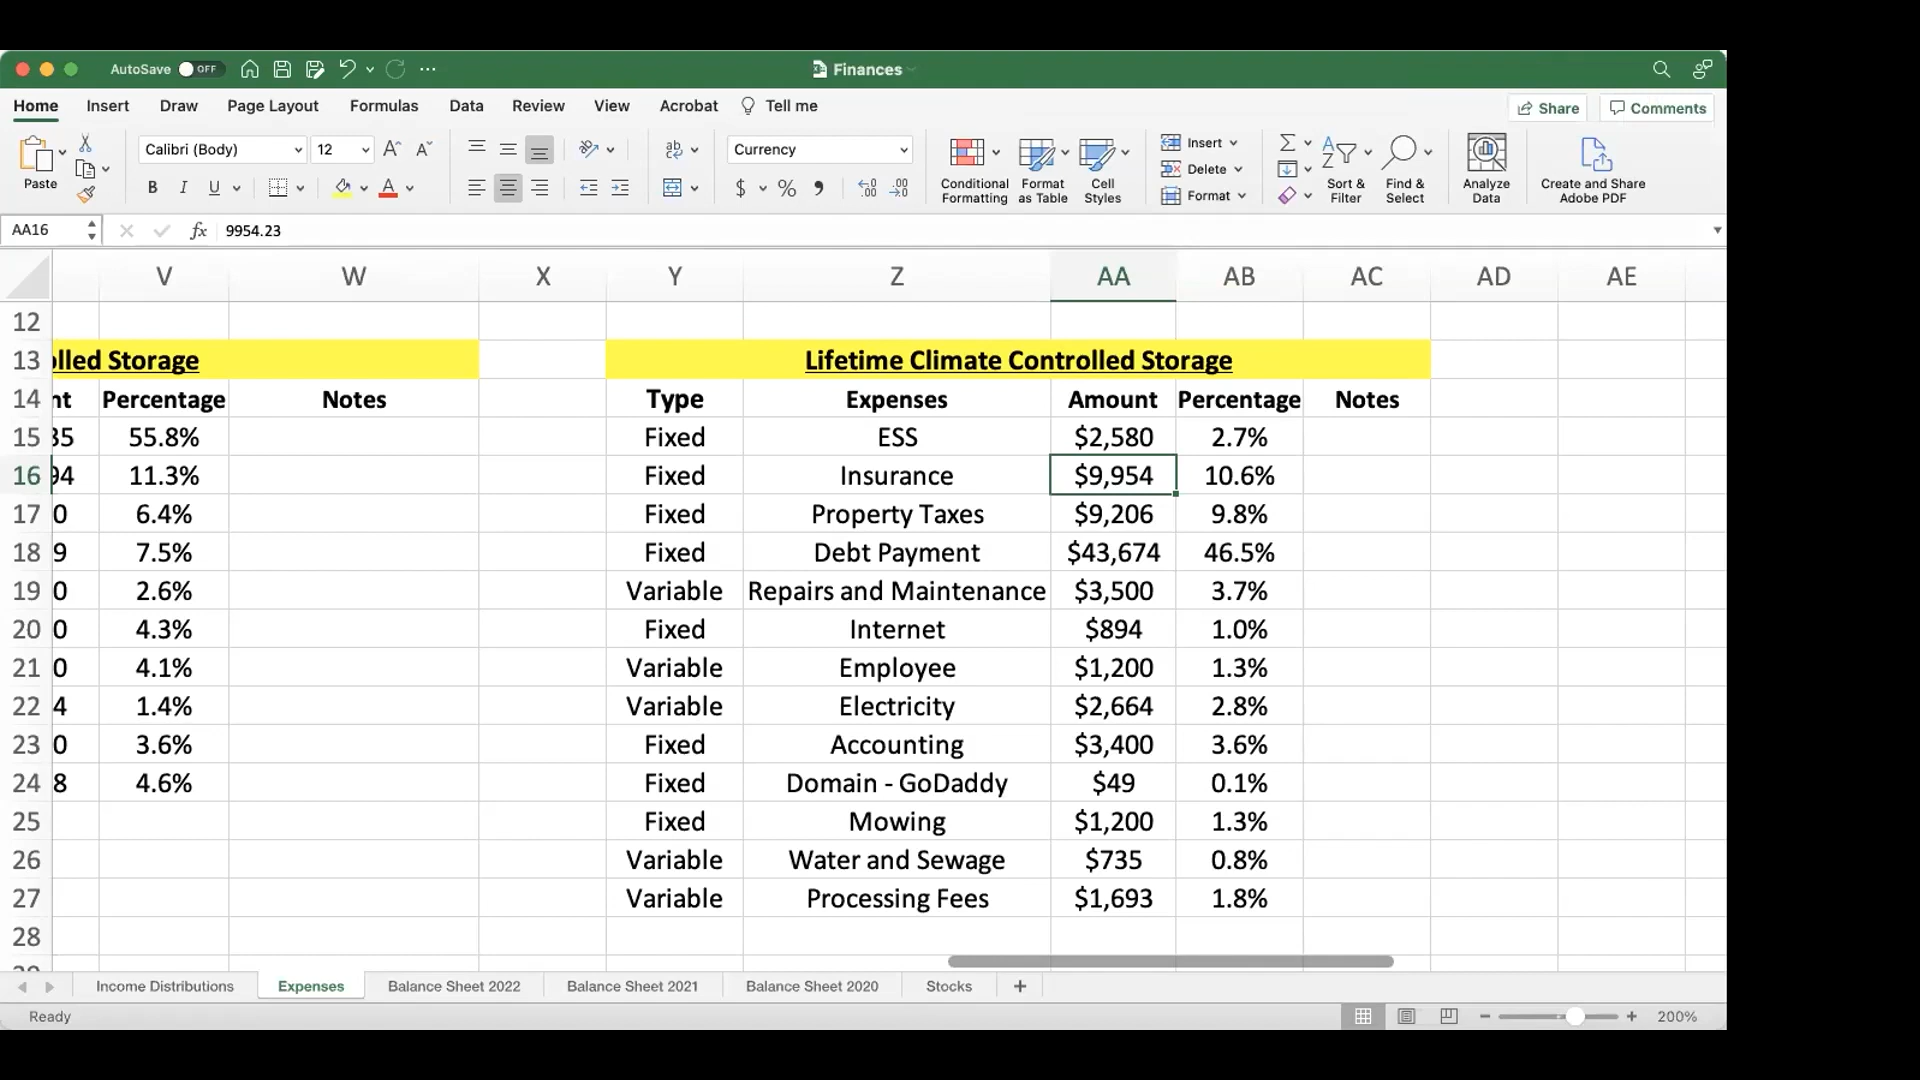 AutoSave OFF Finances
Home Insert Draw Page Layout Formulas Data Review View Acrobat Tell me Share Comments
Paste Calibri (Body) 12 Currency Conditional Formatting Format as Table Cell Styles Insert Delete Format Sort & Filter Find & Select Analyze Data Create and Share Adobe PDF
AA16 fx 9954.23
V W X Y Z AA AB AC AD AE
12
13 lled Storage Lifetime Climate Controlled Storage
14 nt Percentage Notes Type Expenses Amount Percentage Notes
15 35 55.8% Fixed ESS $2,580 2.7%
16 94 11.3% Fixed Insurance $9,954 10.6%
17 0 6.4% Fixed Property Taxes $9,206 9.8%
18 9 7.5% Fixed Debt Payment $43,674 46.5%
19 0 2.6% Variable Repairs and Maintenance $3,500 3.7%
20 0 4.3% Fixed Internet $894 1.0%
21 0 4.1% Variable Employee $1,200 1.3%
22 4 1.4% Variable Electricity $2,664 2.8%
23 0 3.6% Fixed Accounting $3,400 3.6%
24 8 4.6% Fixed Domain - GoDaddy $49 0.1%
25 Fixed Mowing $1,200 1.3%
26 Variable Water and Sewage $735 0.8%
27 Variable Processing Fees $1,693 1.8%
28
Income Distributions Expenses Balance Sheet 2022 Balance Sheet 2021 Balance Sheet 2020 Stocks +
Ready 200%